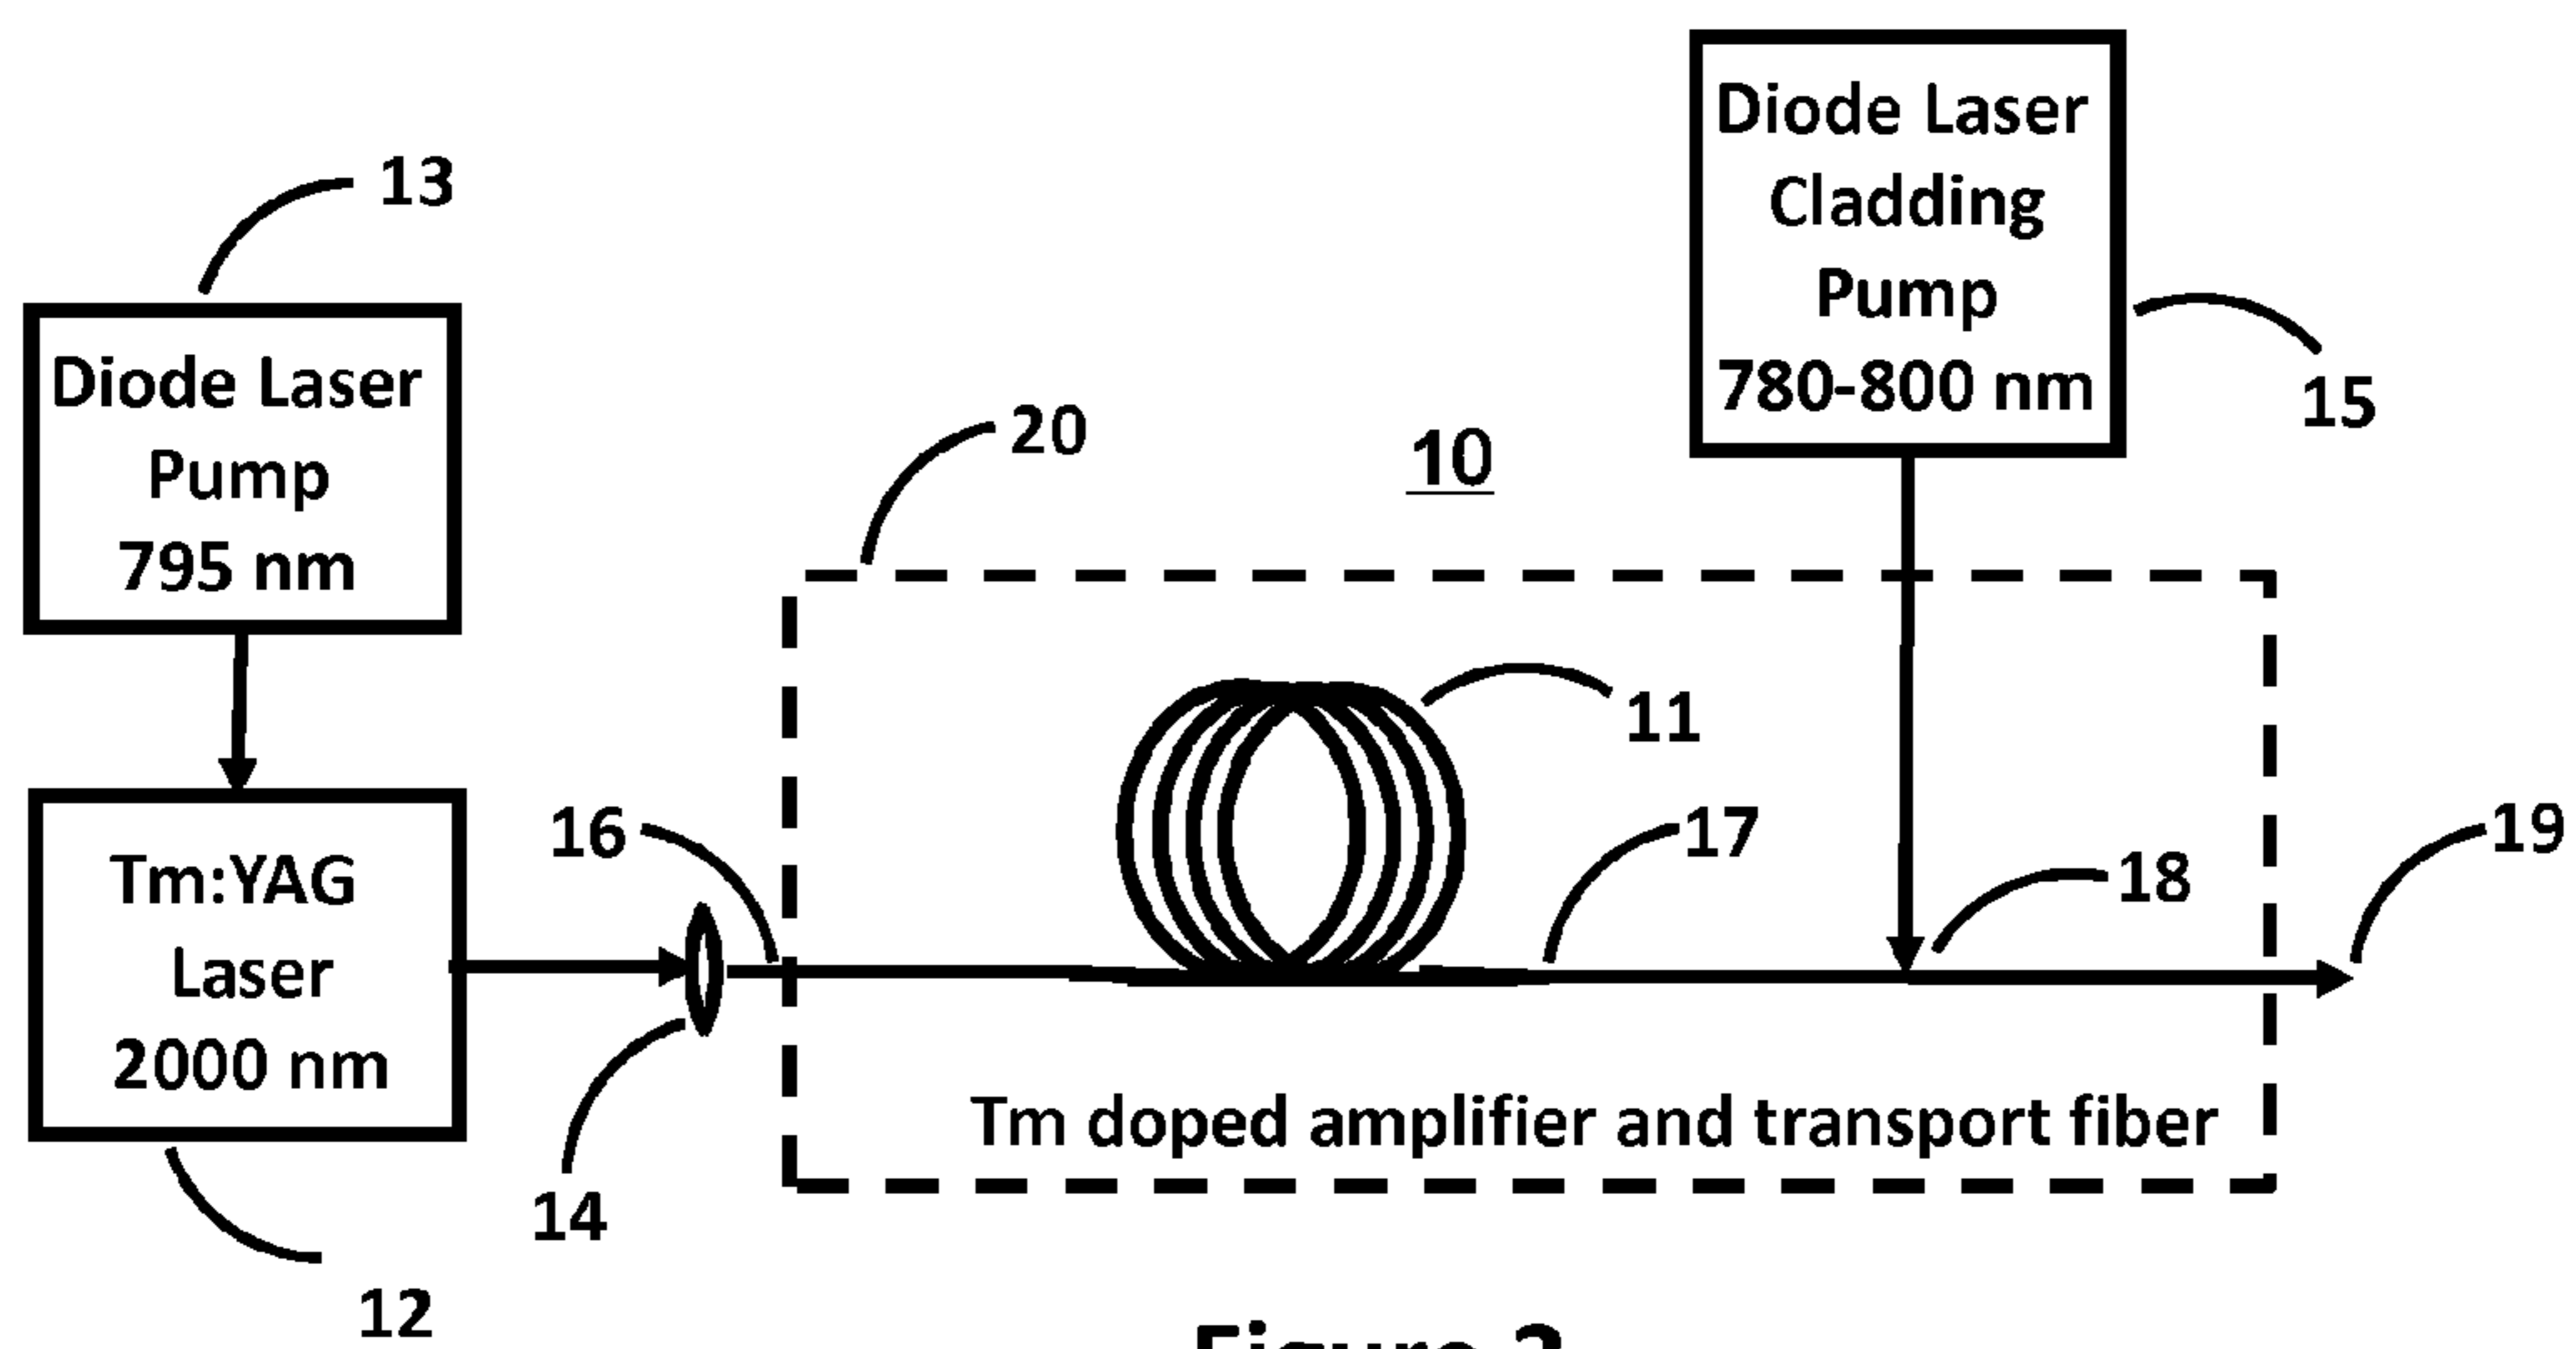 13
Diode Laser
Pump
795 nm
Tm:YAG
Laser
2000 nm
12
14
16
20
10
Diode Laser
Cladding
Pump
780-800 nm
15
11
17
18
19
Tm doped amplifier and transport fiber
Figure